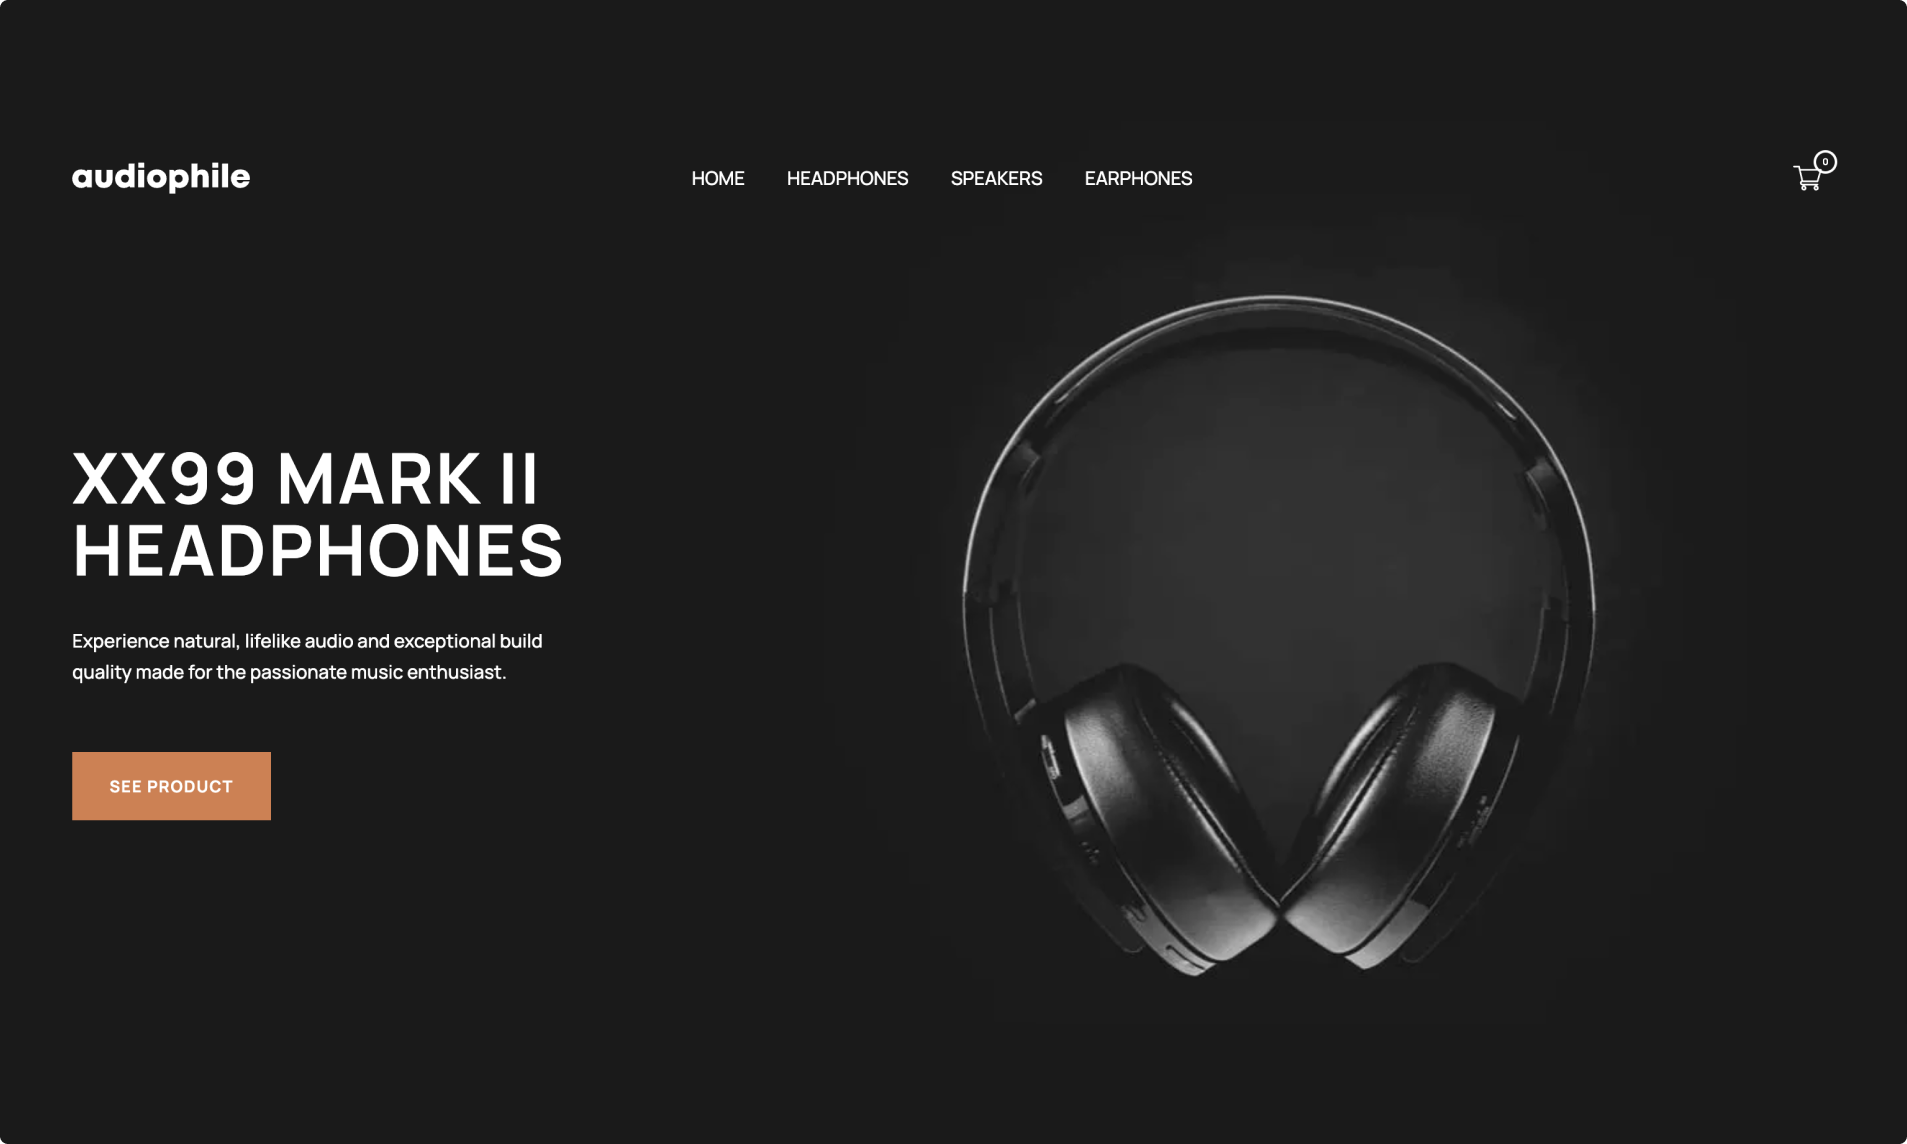 audiophile
HOME HEADPHONES SPEAKERS EARPHONES
0
XX99 MARK II
HEADPHONES
Experience natural, lifelike audio and exceptional build
quality made for the passionate music enthusiast.
SEE PRODUCT